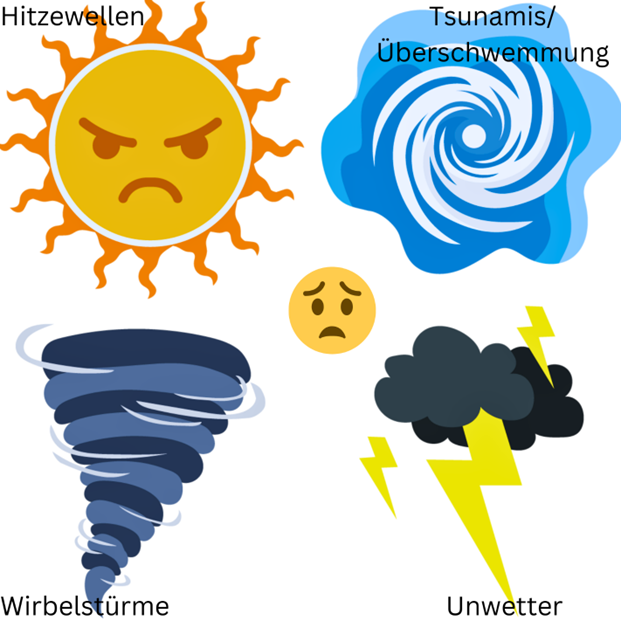 Hitzewellen
Tsunamis/
Überschwemmung
Wirbelstürme
Unwetter